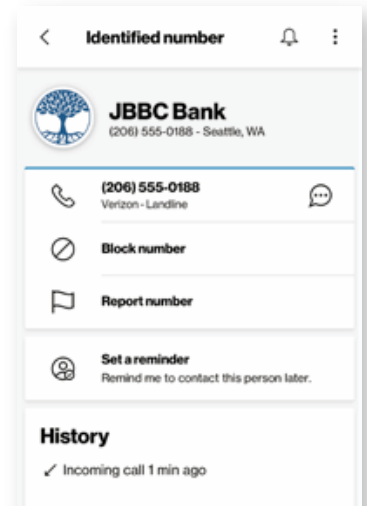 Identified number
JBBC Bank
(206) 555-0188 - Seattle, WA
(206) 555-0188
Verizon - Landline
Block number
Report number
Set a reminder
Remind me to contact this person later.
History
Incoming call 1 min ago